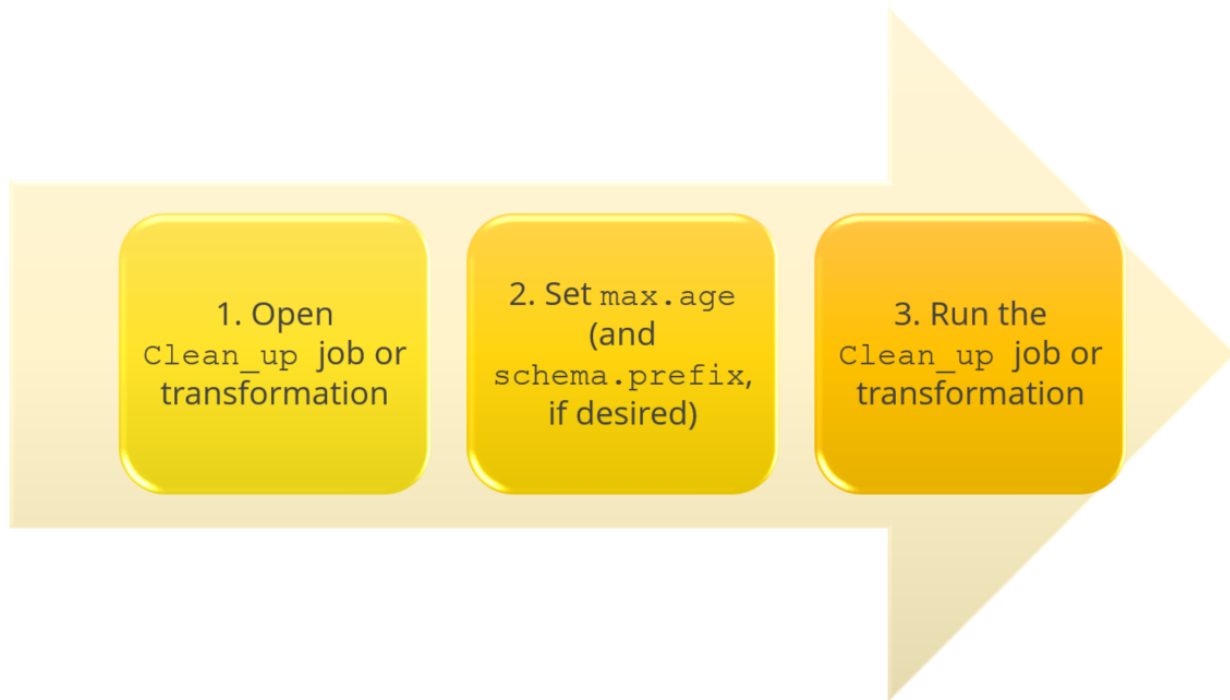 1. Open
Clean_up job or
transformation
2. Set max.age
(and
schema.prefix,
if desired)
3. Run the
Clean_up job or
transformation